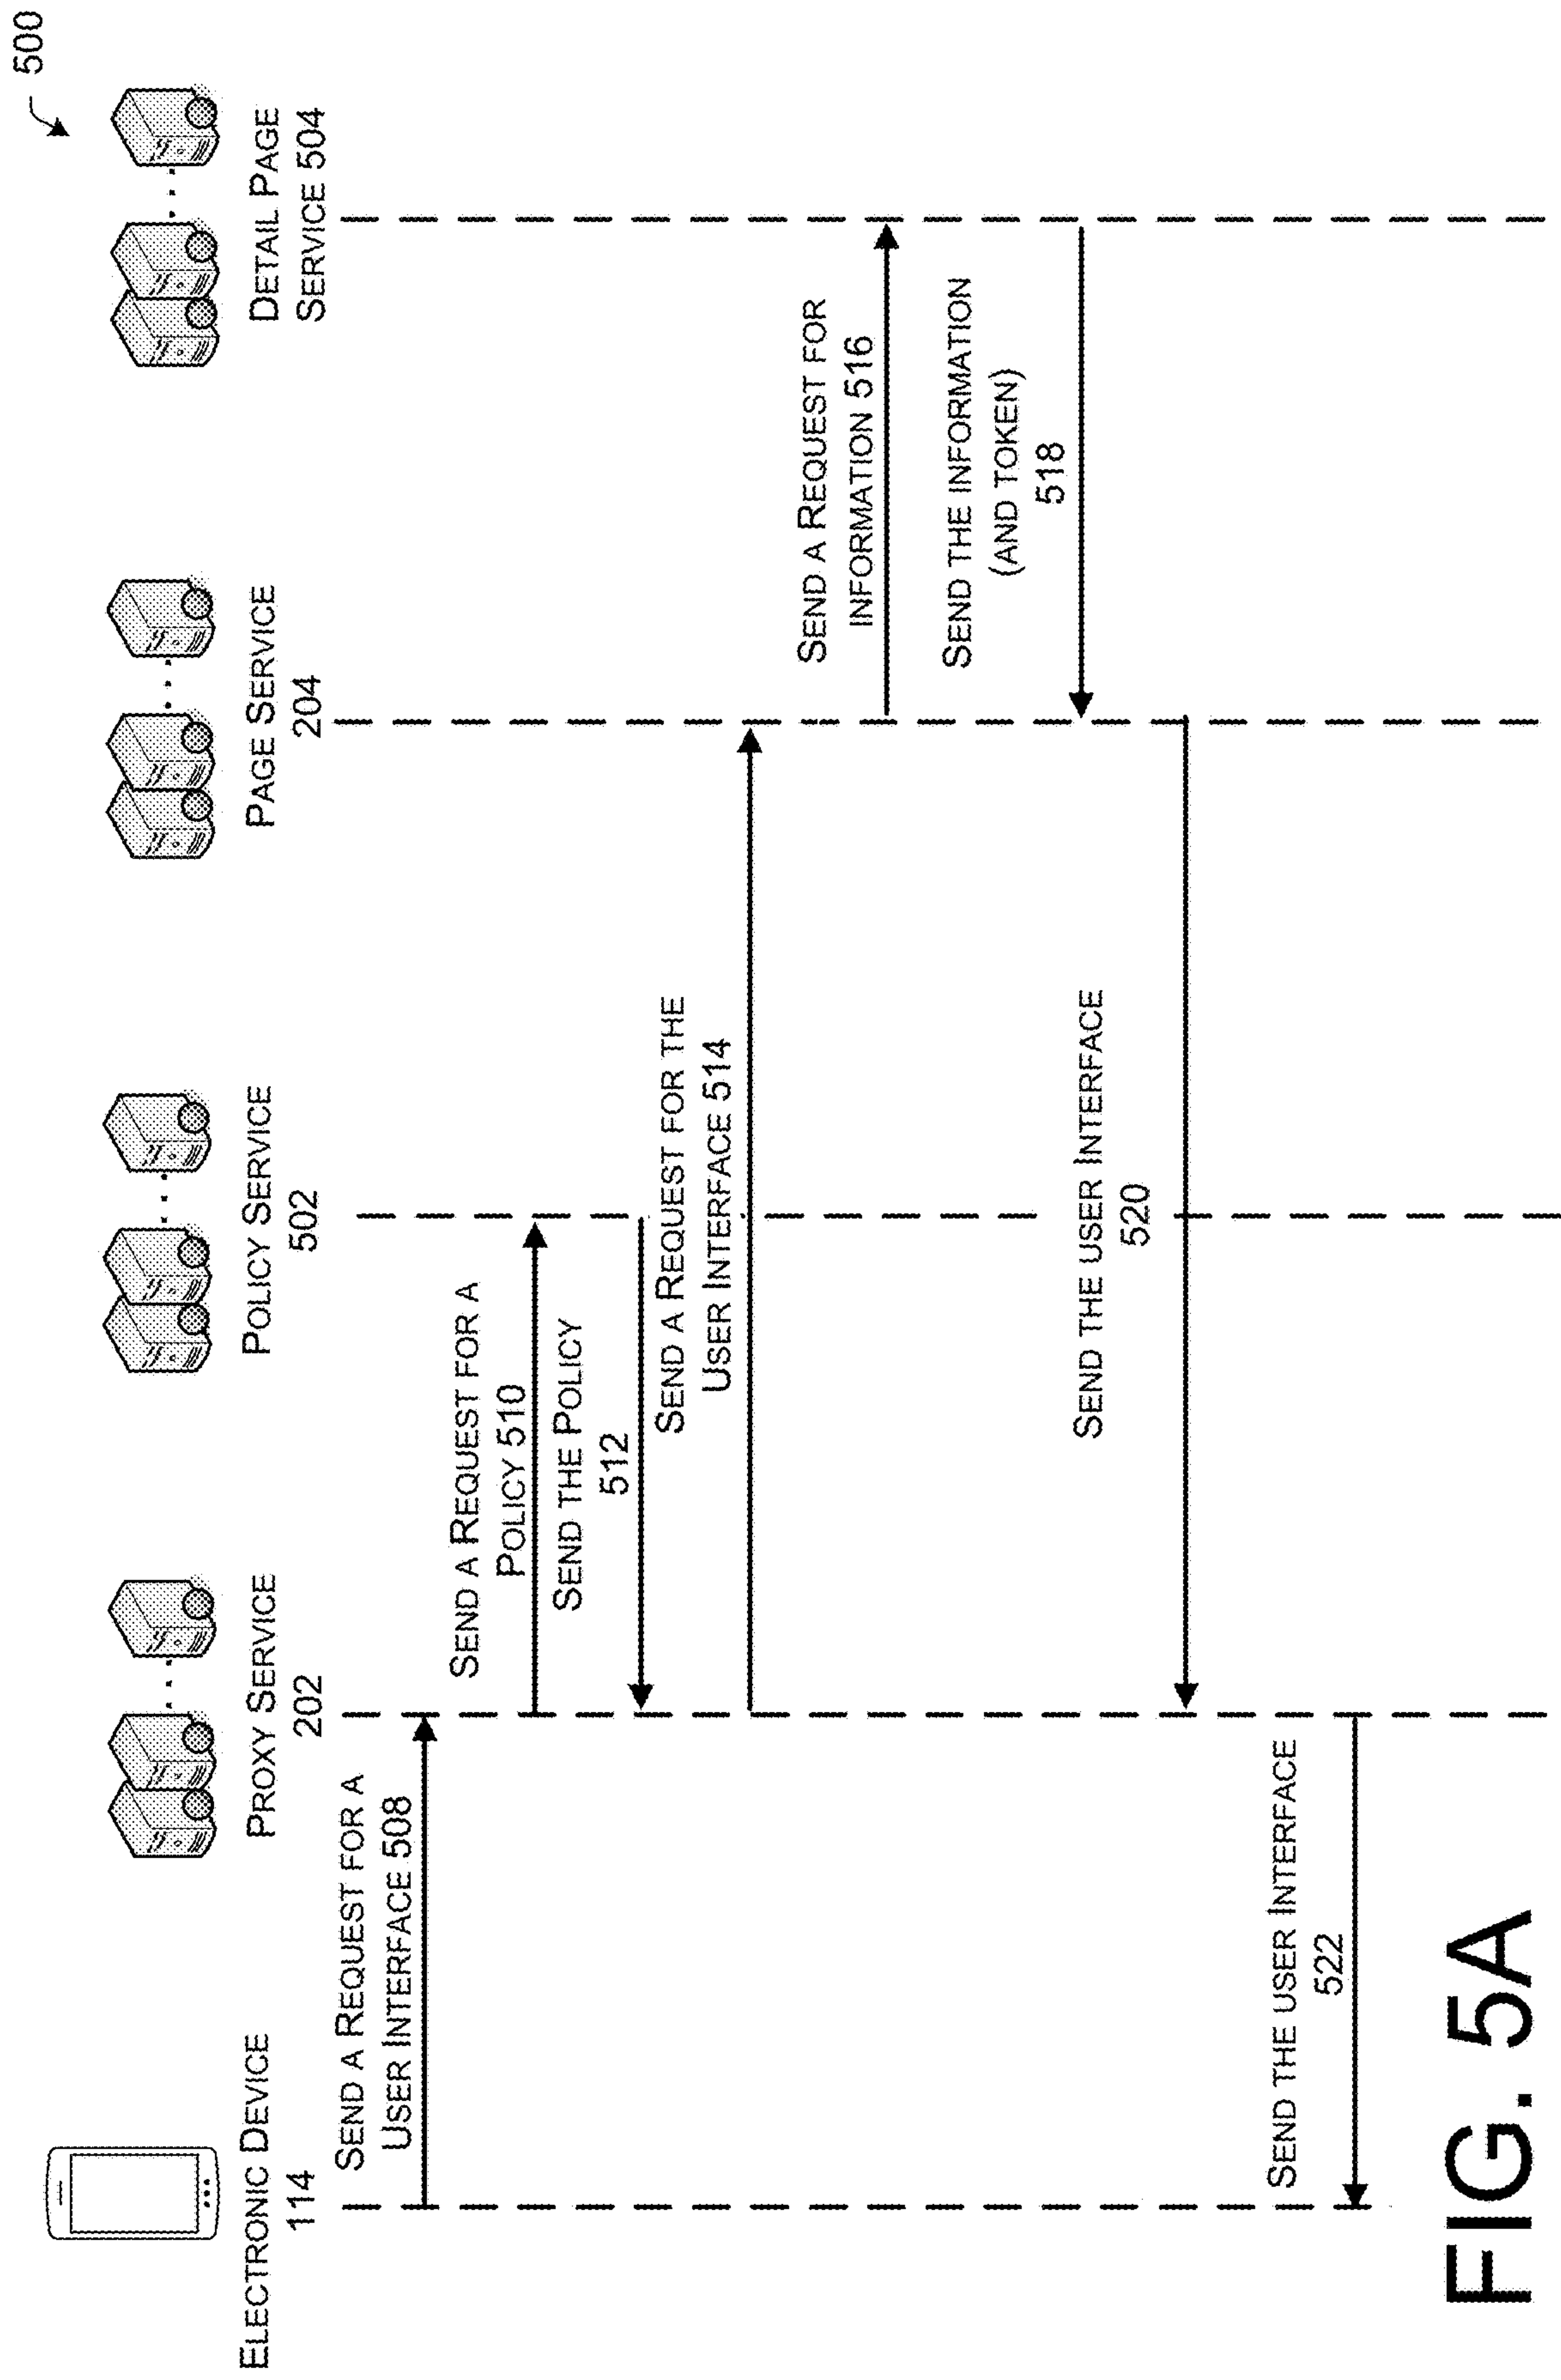 500
ELECTRONIC DEVICE
114
PROXY SERVICE
202
POLICY SERVICE
502
PAGE SERVICE
204
DETAIL PAGE
SERVICE 504
SEND A REQUEST FOR A
USER INTERFACE 508
SEND A REQUEST FOR A
POLICY 510
SEND THE POLICY
512
SEND A REQUEST FOR THE
USER INTERFACE 514
SEND A REQUEST FOR
INFORMATION 516
SEND THE INFORMATION
(AND TOKEN)
518
SEND THE USER INTERFACE
520
SEND THE USER INTERFACE
522
FIG. 5A